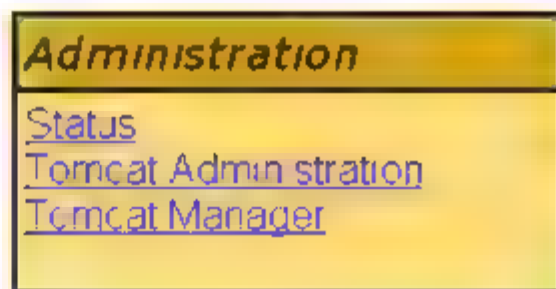 Administration
Status
Tomcat Administration
Tomcat Manager